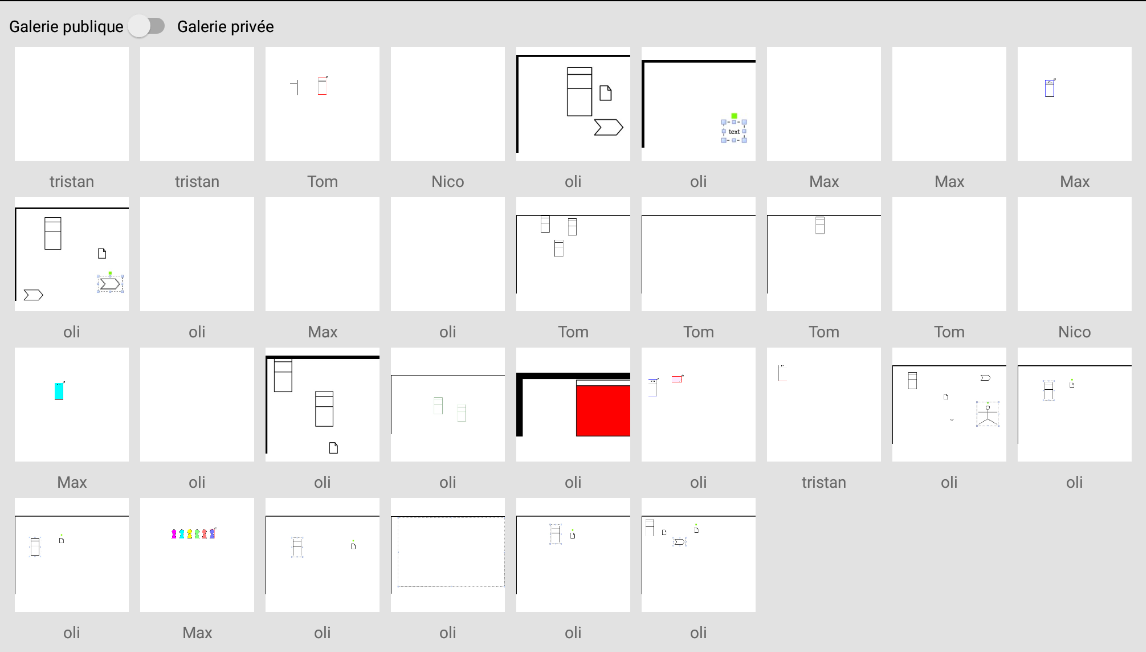 Galerie publique Galerie privée
text
tristan tristan Tom Nico oli oli Max Max Max
oli oli Max oli Tom Tom Tom Tom Nico
Max oli oli oli oli oli tristan oli oli
oli Max oli oli oli oli